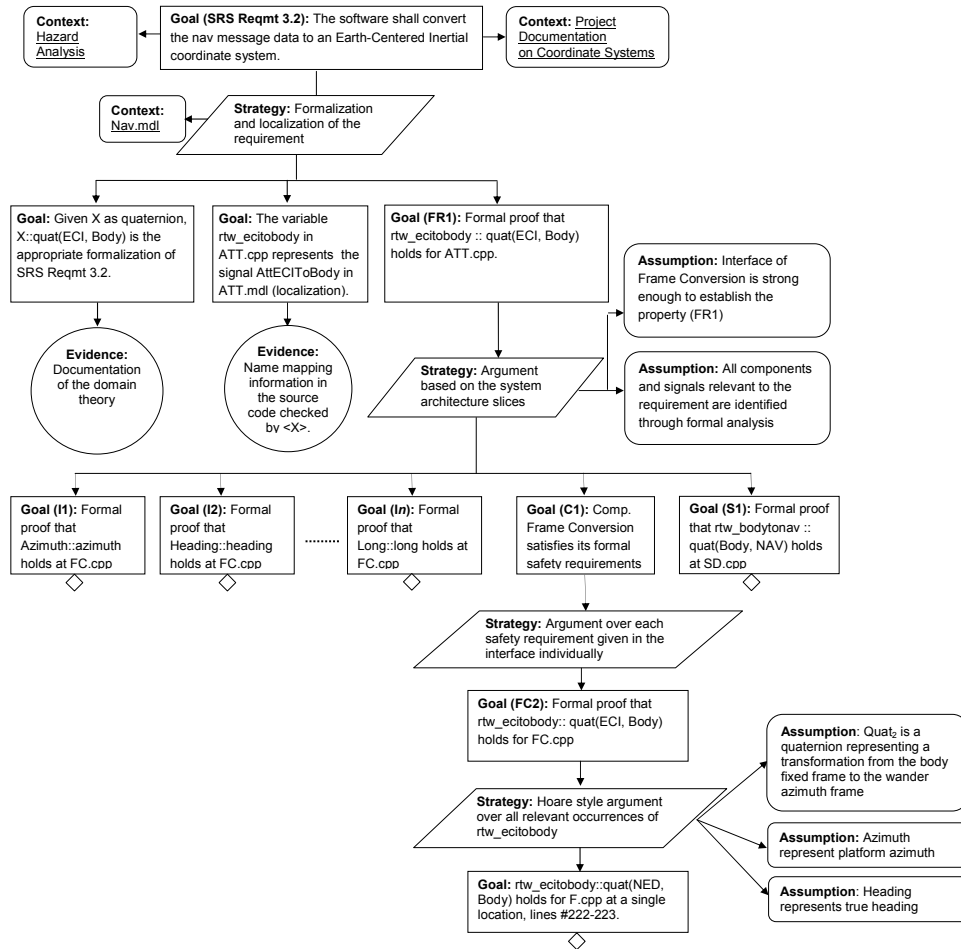 Context:
Hazard
Analysis
Goal (SRS Reqmt 3.2): The software shall convert
the nav message data to an Earth-Centered Inertial
coordinate system.
Context: Project
Documentation
on Coordinate Systems
Context:
Nav.mdl
Strategy: Formalization
and localization of the
requirement
Goal: Given X as quaternion,
X::quat(ECI, Body) is the
appropriate formalization of
SRS Reqmt 3.2.
Goal: The variable
rtw_ecitobody in
ATT.cpp represents the
signal AttECIToBody in
ATT.mdl (localization).
Goal (FR1): Formal proof that
rtw_ecitobody :: quat(ECI, Body)
holds for ATT.cpp.
Assumption: Interface of
Frame Conversion is strong
enough to establish the
property (FR1)
Evidence:
Documentation
of the domain
theory
Evidence:
Name mapping
information in
the source
code checked
by <X>.
Strategy: Argument
based on the system
architecture slices
Assumption: All
components
and signals relevant to
the requirement are identified
through formal analysis
Goal (I1): Formal
proof that
Azimuth::azimuth
holds at FC.cpp
Goal (I2): Formal
proof that
Heading::heading
holds at FC.cpp
.........
Goal (In): Formal
proof that
Long::long holds
at FC.cpp
Goal (C1): Comp.
Frame Conversion
satisfies its formal
safety requirements
Goal (S1): Formal proof
that rtw_bodytonav ::
quat(Body, NAV) holds
at SD.cpp
Strategy: Argument over each
safety requirement given in the
interface individually
Goal (FC2): Formal proof that
rtw_ecitobody:: quat(ECI, Body)
holds for FC.cpp
Assumption: Quat₂ is a
quaternion representing a
transformation from the body
fixed frame to the wander
azimuth frame
Strategy: Hoare style argument
over all relevant occurrences of
rtw_ecitobody
Assumption: Azimuth
represent platform azimuth
Goal: rtw_ecitobody::quat(NED,
Body) holds for F.cpp at a single
location, lines #222-223.
Assumption: Heading
represents true heading